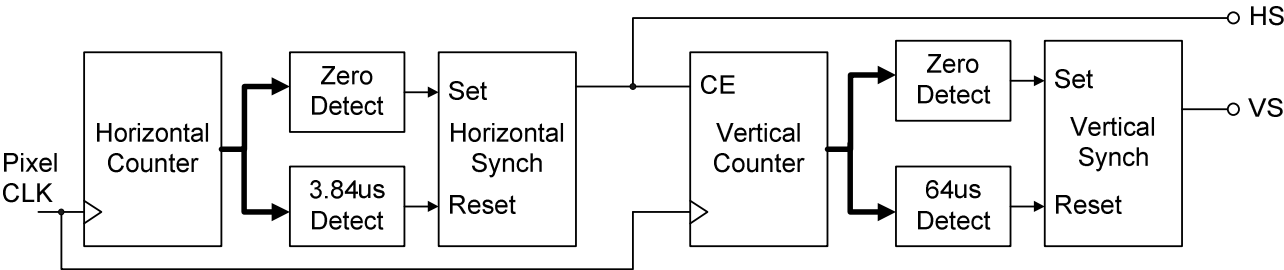 Pixel
CLK
Horizontal
Counter
Zero
Detect
3.84us
Detect
Set
Horizontal
Synch
Reset
CE
Vertical
Counter
Zero
Detect
64us
Detect
Set
Vertical
Synch
Reset
HS
VS